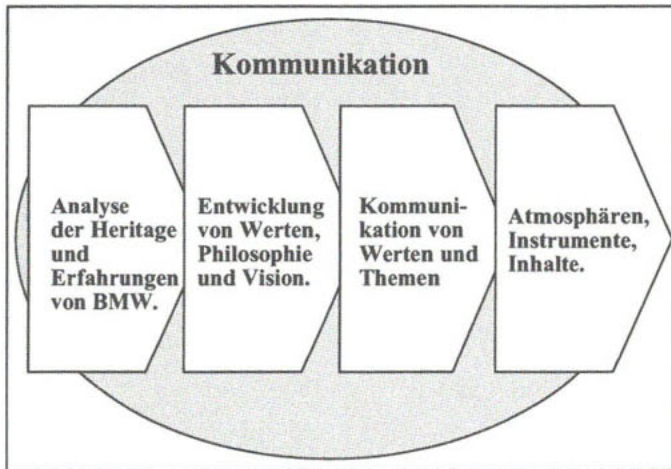 Kommunikation
Analyse
der Heritage
und
Erfahrungen
von BMW.
Entwicklung
von Werten,
Philosophie
und Vision.
Kommuni-
kation von
Werten und
Themen
Atmosphären,
Instrumente,
Inhalte.